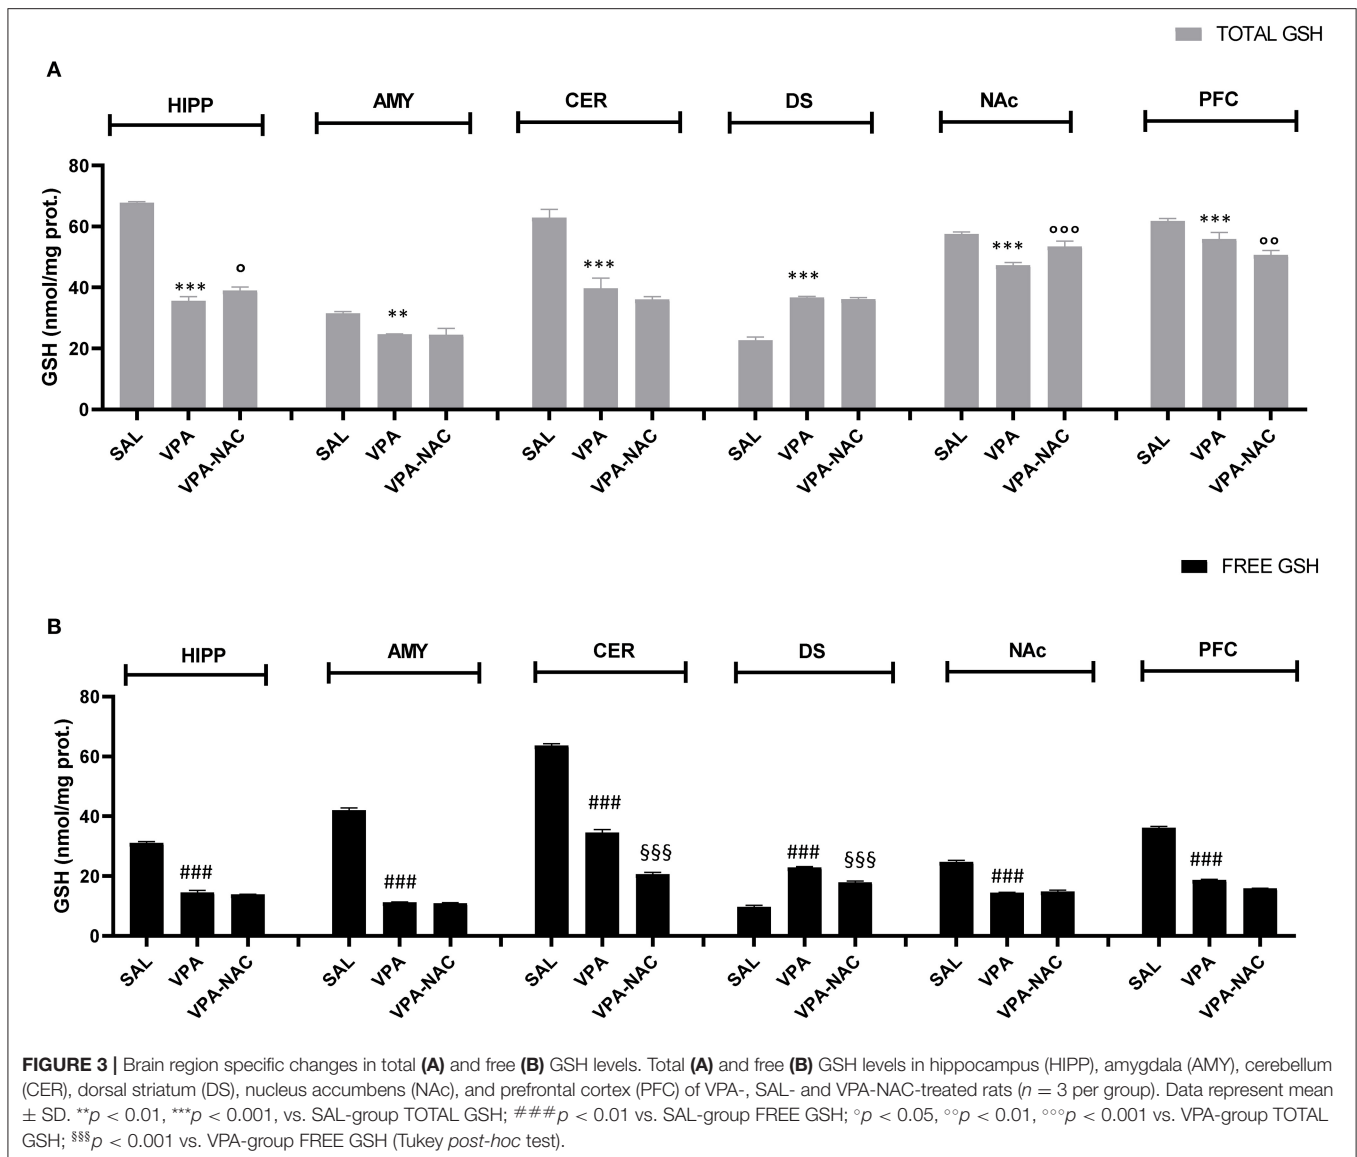 TOTAL GSH
A
HIPP AMY CER DS NAc PFC
GSH (nmol/mg prot.)
80
60
40
20
0
*** ° ** *** *** *** °°° *** °°
SAL VPA VPA-NAC SAL VPA VPA-NAC SAL VPA VPA-NAC SAL VPA VPA-NAC SAL VPA VPA-NAC SAL VPA VPA-NAC
FREE GSH
B
HIPP AMY CER DS NAc PFC
GSH (nmol/mg prot.)
80
60
40
20
0
### ### ### §§§ ### §§§ ### ###
SAL VPA VPA-NAC SAL VPA VPA-NAC SAL VPA VPA-NAC SAL VPA VPA-NAC SAL VPA VPA-NAC SAL VPA VPA-NAC
FIGURE 3 | Brain region specific changes in total (A) and free (B) GSH levels. Total (A) and free (B) GSH levels in hippocampus (HIPP), amygdala (AMY), cerebellum
(CER), dorsal striatum (DS), nucleus accumbens (NAc), and prefrontal cortex (PFC) of VPA-, SAL- and VPA-NAC-treated rats (n = 3 per group). Data represent mean
± SD. **p < 0.01, ***p < 0.001, vs. SAL-group TOTAL GSH; ###p < 0.01 vs. SAL-group FREE GSH; °p < 0.05, °°p < 0.01, °°°p < 0.001 vs. VPA-group TOTAL
GSH; §§§p < 0.001 vs. VPA-group FREE GSH (Tukey post-hoc test).